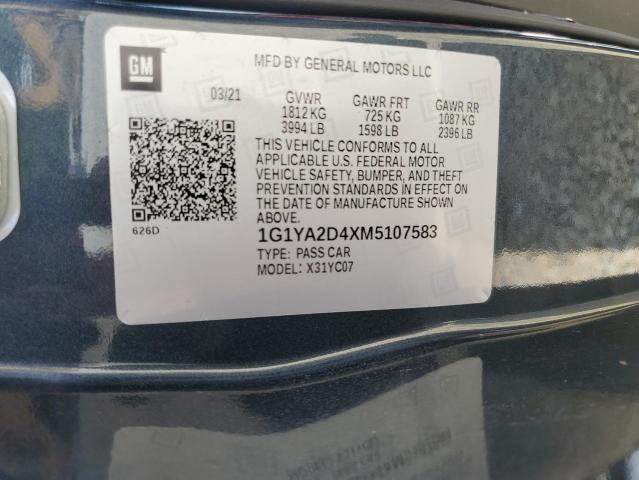 GM
MFD BY GENERAL MOTORS LLC
03/21 GVWR GAWR FRT GAWR RR
1812 KG 725 KG 1087 KG
3994 LB 1598 LB 2396 LB
THIS VEHICLE CONFORMS TO ALL
APPLICABLE U.S. FEDERAL MOTOR
VEHICLE SAFETY, BUMPER, AND THEFT
PREVENTION STANDARDS IN EFFECT ON
THE DATE OF MANUFACTURE SHOWN
ABOVE.
626D
1G1YA2D4XM5107583
TYPE: PASS CAR
MODEL: X31YC07